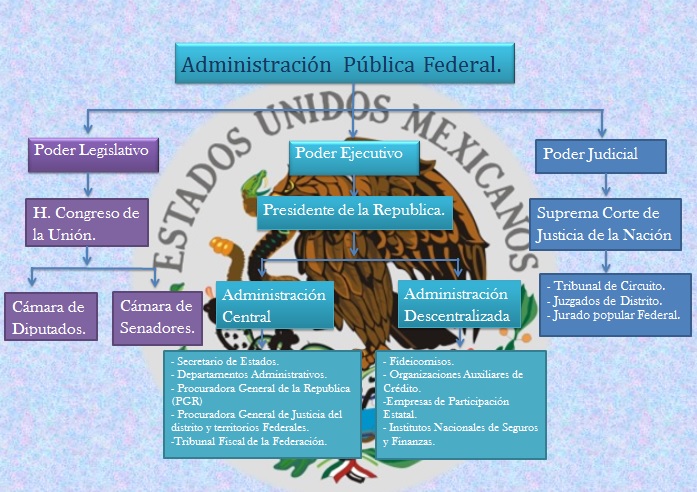 Administración Pública Federal.
ESTADOS UNIDOS MEXICANOS
Poder Legislativo
Poder Ejecutivo
Poder Judicial
H. Congreso de
la Unión.
Presidente de la Republica.
Suprema Corte de
Justicia de la Nación
Cámara de
Diputados.
Cámara de
Senadores.
Administración
Central
Administración
Descentralizada
- Tribunal de Circuito.
- Juzgados de Distrito.
- Jurado popular Federal.
- Secretario de Estados.
- Departamentos Administrativos.
- Procuradora General de la Republica
(PGR)
- Procuradora General de Justicia del
distrito y territorios Federales.
-Tribunal Fiscal de la Federación.
- Fideicomisos.
- Organizaciones Auxiliares de
Crédito.
-Empresas de Participación
Estatal.
- Institutos Nacionales de Seguros
y Finanzas.